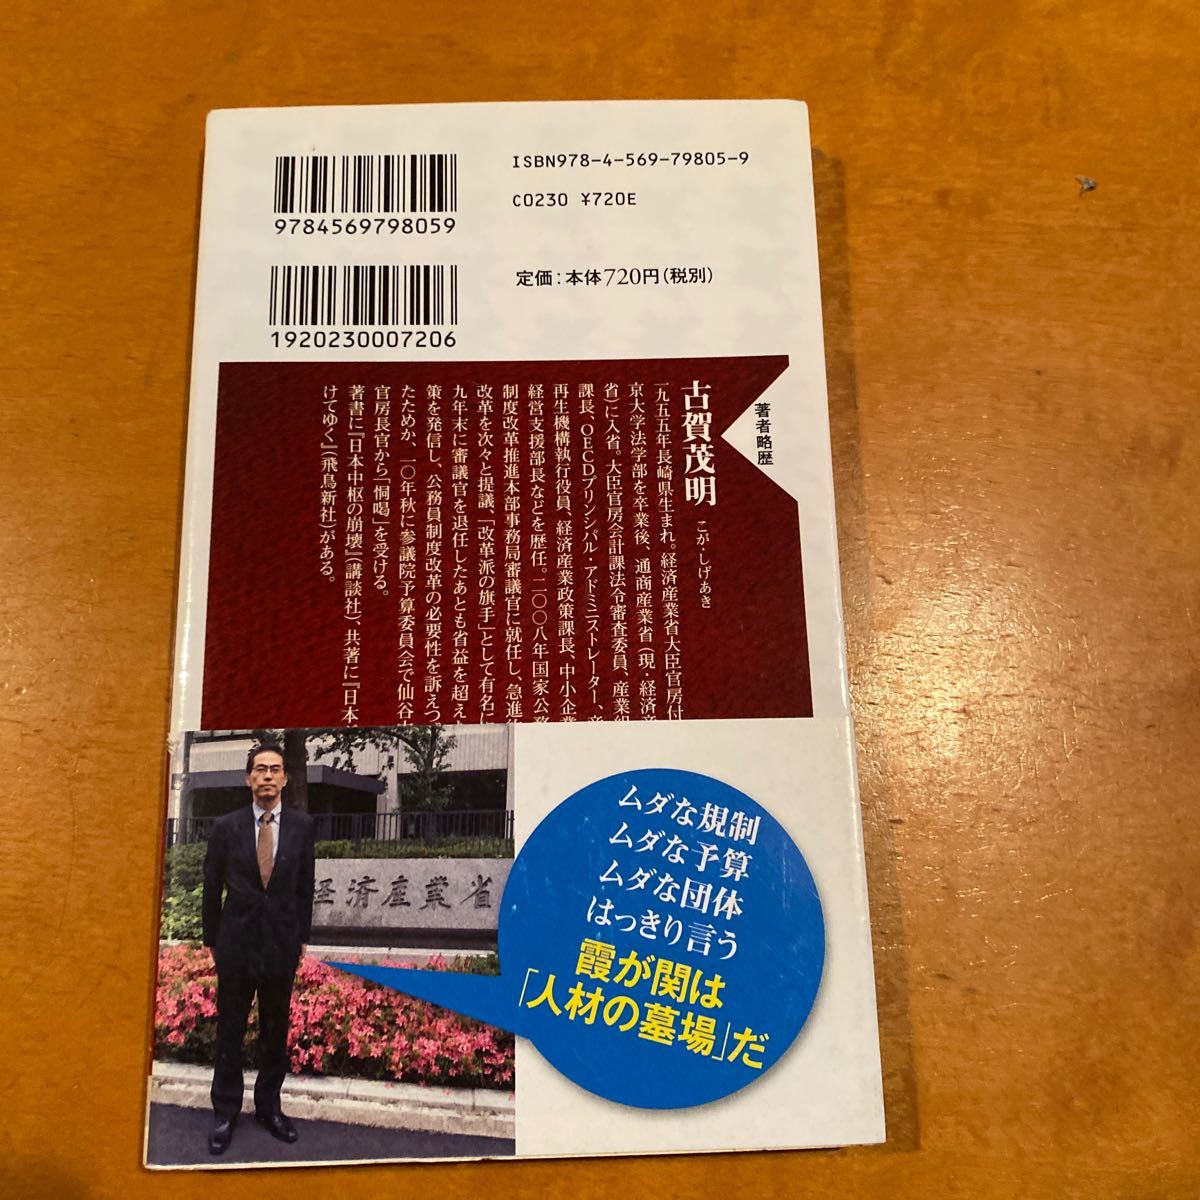 ISBN978-4-569-79805-9
C0230 ¥720E
9784569798059
定価：本体720円（税別）
1920230007206
著者略歴
古賀茂明 こが・しげあき
一九五五年長崎県生まれ。経済産業省大臣官房付
京大学法学部を卒業後、通商産業省（現・経済産
省）に入省。大臣官房会計課法令審査委員、産業組
課長、OECDプリンシパル・アドミニストレーター、産
再生機構執行役員、経済産業政策課長、中小企業
経営支援部長などを歴任。二〇〇八年国家公務
制度改革推進本部事務局審議官に就任し、急進的
改革を次々と提議、「改革派の旗手」として有名に
九年末に審議官を退任したあとも省益を超え
策を発信し、公務員制度改革の必要性を訴えつ
たためか、一〇年秋に参議院予算委員会で仙谷
官房長官から「恫喝」を受ける。
著書に『日本中枢の崩壊』（講談社）、共著に『日本
けてゆく』（飛鳥新社）がある。
経済産業省
ムダな規制
ムダな予算
ムダな団体
はっきり言う
霞が関は
「人材の墓場」だ